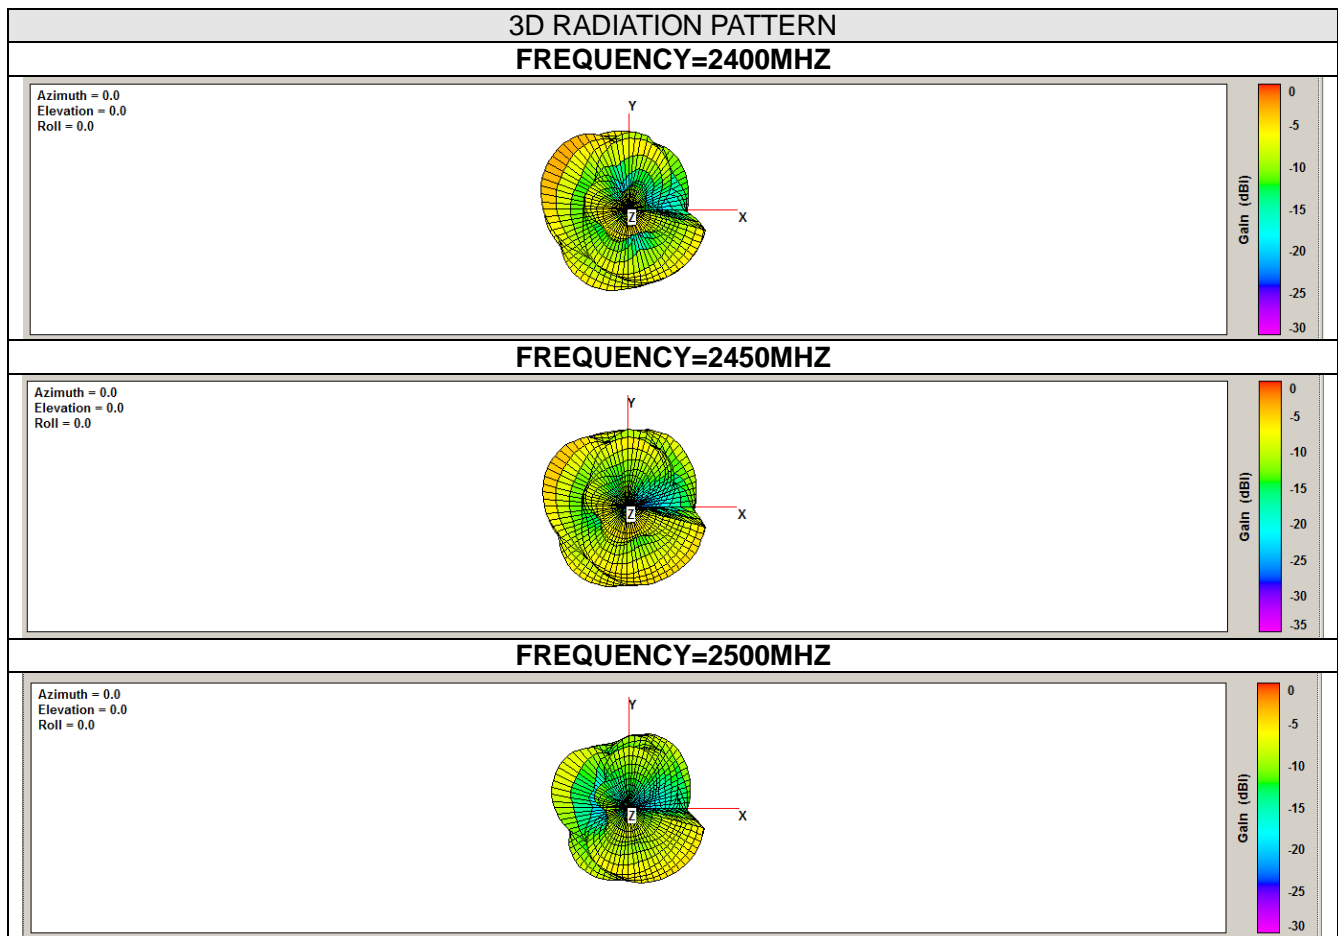 3D RADIATION PATTERN
FREQUENCY=2400MHZ
Azimuth = 0.0
Elevation = 0.0
Roll = 0.0
Y
X
Z
Gain (dBi)
0
-5
-10
-15
-20
-25
-30
FREQUENCY=2450MHZ
Azimuth = 0.0
Elevation = 0.0
Roll = 0.0
Y
X
Z
Gain (dBi)
0
-5
-10
-15
-20
-25
-30
-35
FREQUENCY=2500MHZ
Azimuth = 0.0
Elevation = 0.0
Roll = 0.0
Y
X
Z
Gain (dBi)
0
-5
-10
-15
-20
-25
-30